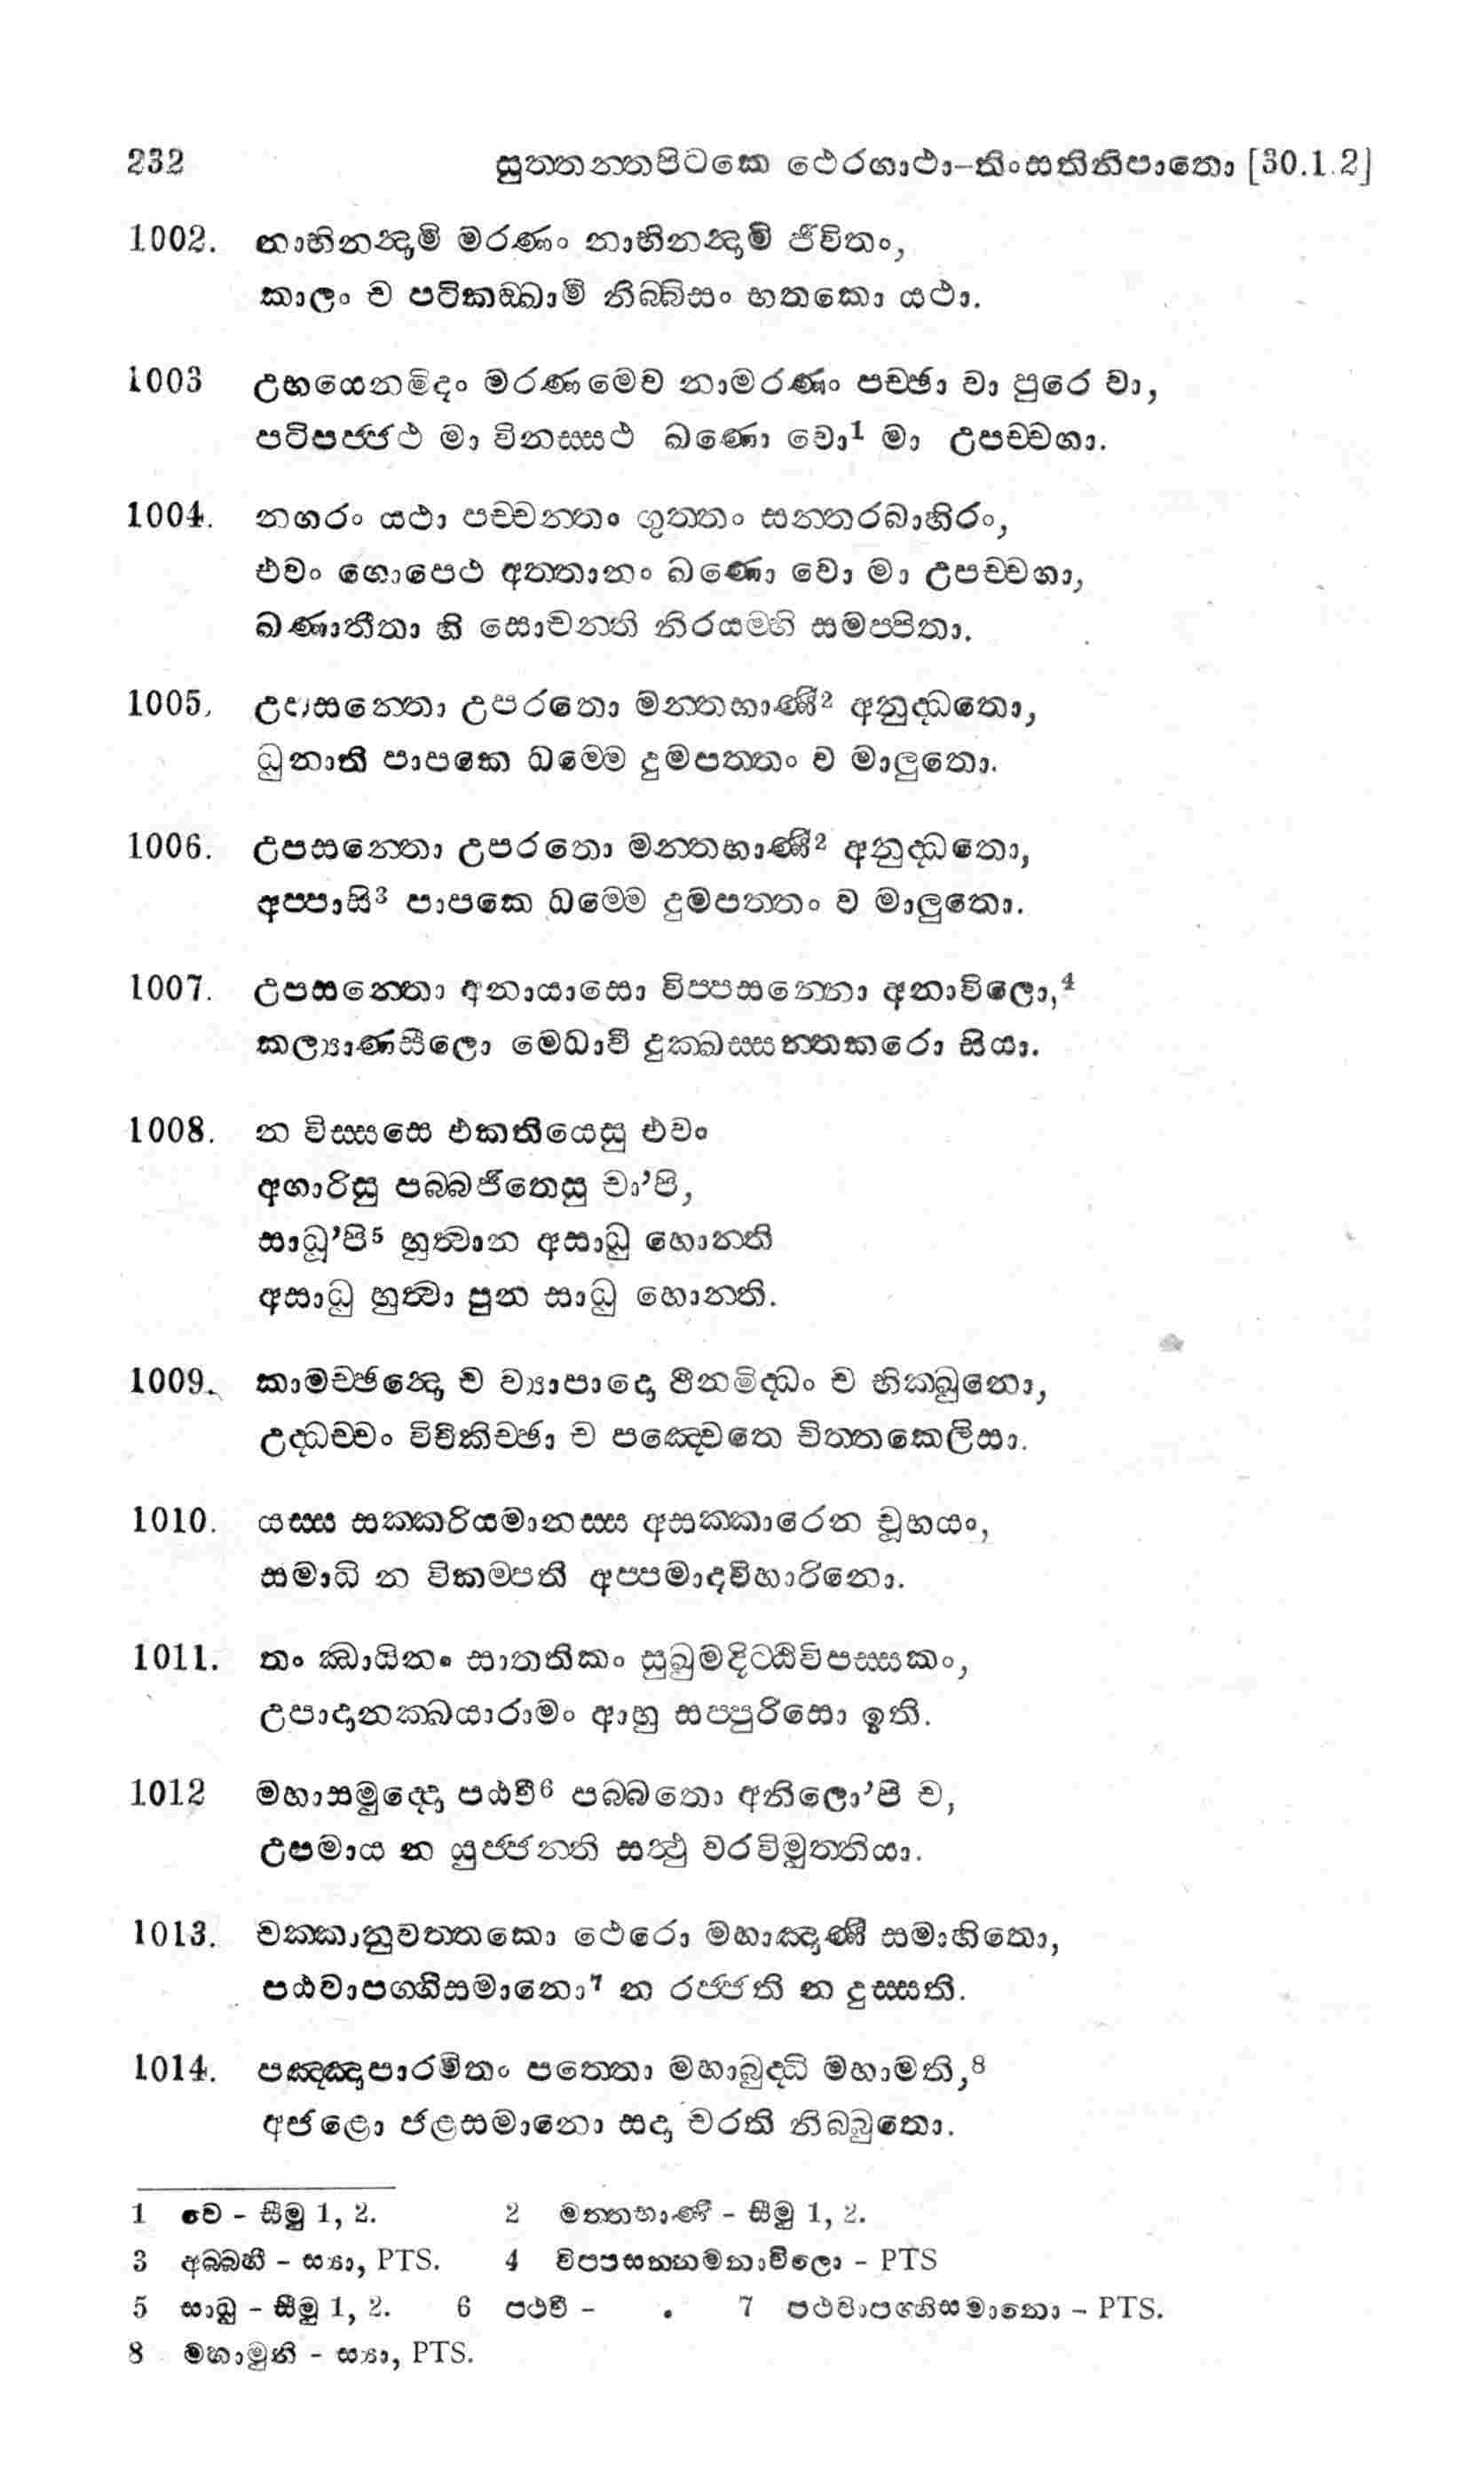 232 සුත්තන්තපිටකෙ ථෙරගාථා–තිංසතිනිපාතො [30.1.2]
1002. නාභිනන්දාමි මරණං නාභිනන්දාමි ජීවිතං,
කාලං ච පටිකඞ්ඛාමි නිබ්බිසං භතකො යථා.
1003 උභයෙනමිදං මරණමෙව නාමරණං පච්ඡා වා පුරෙ වා,
පටිපජ්ජථ මා විනස්සථ ඛණො වො1 මා උපච්චගා.
1004. නගරං යථා පච්චන්තං ගුත්තං සන්තරබාහිරං,
එවං ගොපෙථ අත්තානං ඛණො වො මා උපච්චගා,
ඛණාතීතා හි සොචන්ති නිරයම්හි සමප්පිතා.
1005. උපසන්තො උපරතො මන්තභාණී2 අනුද්ධතො,
ධුනාති පාපකෙ ධම්මෙ දුමපත්තං ව මාලුතො.
1006. උපසන්තො උපරතො මන්තභාණී2 අනුද්ධතො,
අප්පාසි3 පාපකෙ ධම්මෙ දුමපත්තං ව මාලුතො.
1007. උපසන්තො අනායාසො විප්පසන්නො අනාවිලො,4
කල්‍යාණසීලො මෙධාවී දුක්ඛස්සන්තකරො සියා.
1008. න විස්සසෙ එකතියෙසු එවං
අගාරිසු පබ්බජිතෙසු චා’පි,
සාධූ’පි5 හුත්වාන අසාධු හොන්ති
අසාධු හුත්වා පුන සාධු හොන්ති.
1009. කාමච්ඡන්දො ච ව්‍යාපාදො ථීනමිද්ධං ච භික්ඛුනො,
උද්ධච්චං විචිකිච්ඡා ච පඤ්චෙතෙ චිත්තකෙලිසා.
1010. යස්ස සක්කරියමානස්ස අසක්කාරෙන චූභයං,
සමාධි න විකම්පති අප්පමාදවිහාරිනො.
1011. තං ඣායිනං සාතතිකං සුඛුමදිට්ඨිවිපස්සකං,
උපාදානක්ඛයාරාමං ආහු සප්පුරිසො ඉති.
1012 මහාසමුද්දො පඨවී6 පබ්බතො අනිලො’පි ච,
උපමාය න යුජ්ජන්ති සත්ථු වරවිමුත්තියා.
1013. චක්කානුවත්තකො ථෙරො මහාඤාණී සමාහිතො,
පඨවාපග්ගිසමානො7 න රජ්ජති න දුස්සති.
1014. පඤ්ඤාපාරමිතං පත්තො මහාබුද්ධි මහාමති,8
අජළො ජළසමානො සදා චරති නිබ්බුතො.
1 වෙ - සීමු 1, 2. 2 මත්තභාණී - සීමු 1, 2.
3 අබ්බහී - ස්‍යා, PTS. 4 විප්පසන්නමනාවිලො - PTS
5 සාධු - සීමු 1, 2. 6 පථවී - . 7 පථවාපග්ගිසමානො - PTS.
8 මහාමුනි - ස්‍යා, PTS.